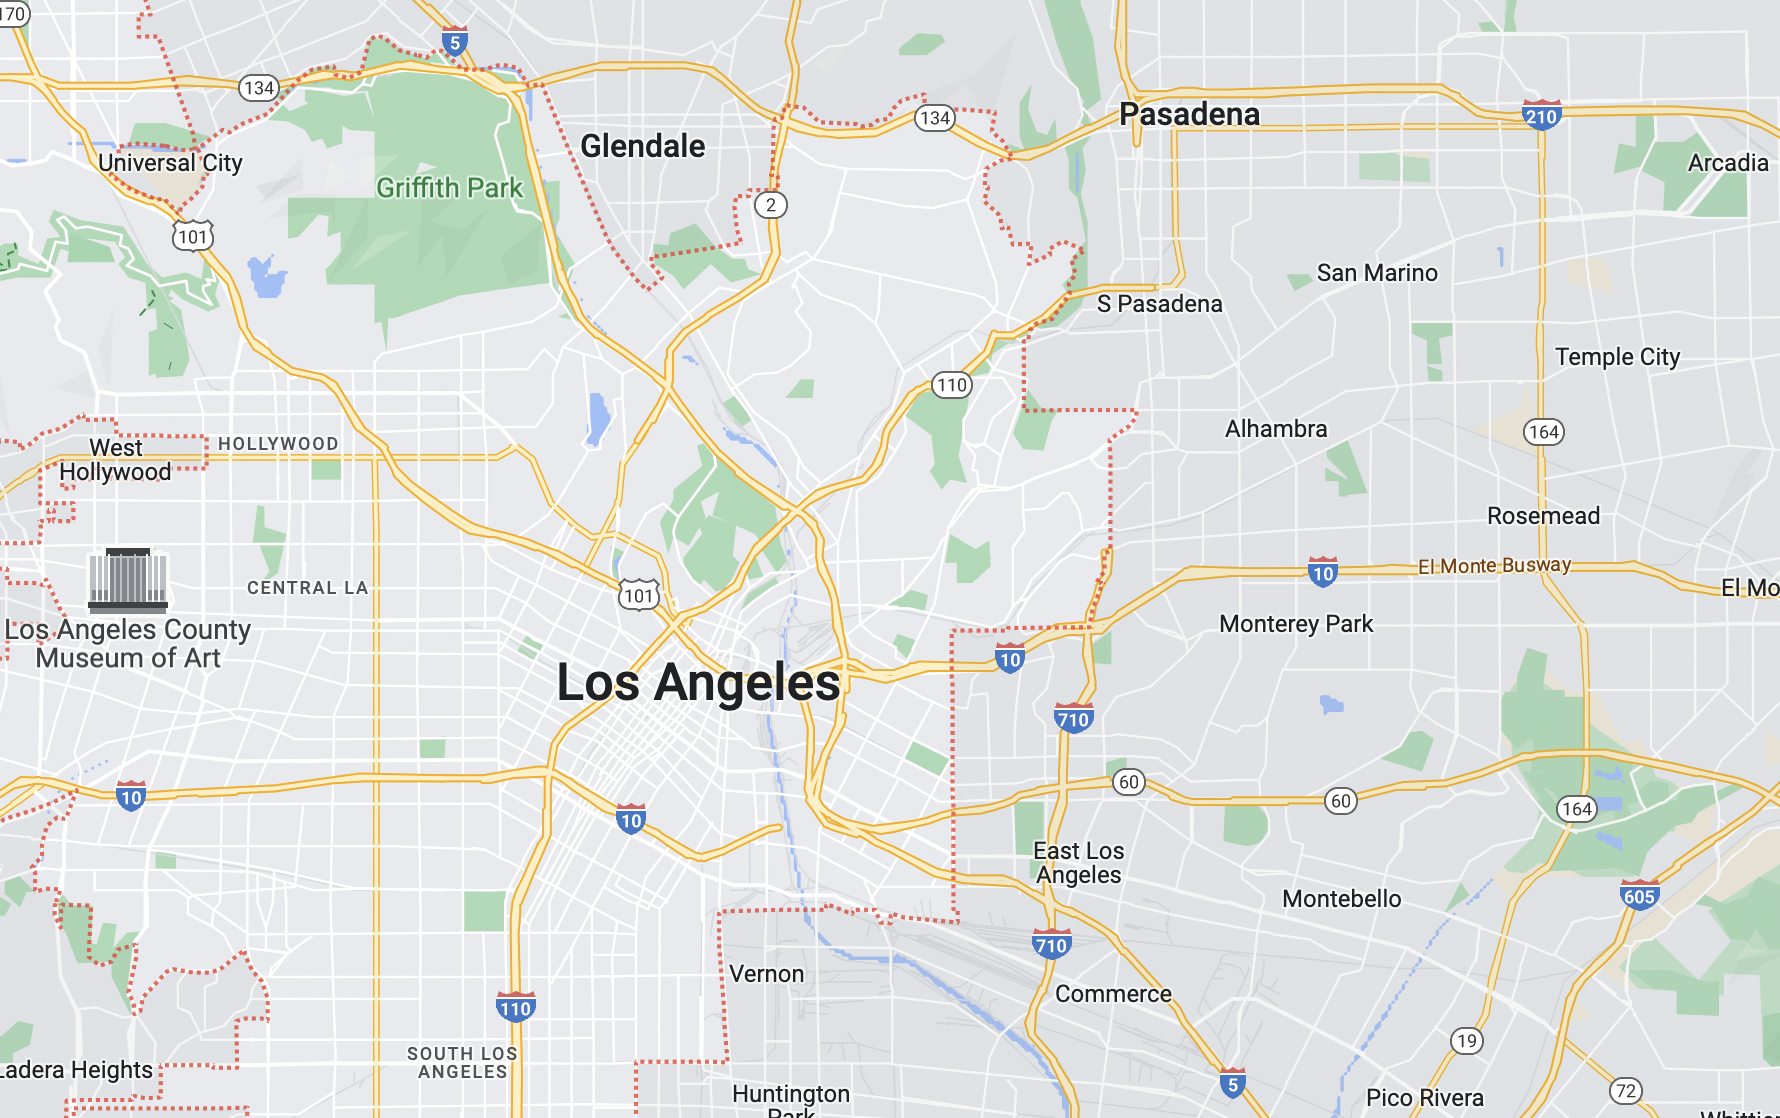 170
5
134
Glendale
134
Pasadena
210
Universal City
Arcadia
Griffith Park
2
101
San Marino
S Pasadena
Temple City
110
Alhambra
164
West
Hollywood
HOLLYWOOD
Rosemead
El Monte Busway
10
CENTRAL LA
101
El Mo
Los Angeles County
Museum of Art
Monterey Park
10
Los Angeles
710
60
60
164
10
10
East Los
Angeles
Montebello
605
710
Vernon
Commerce
110
19
SOUTH LOS
ANGELES
Ladera Heights
5
72
Huntington
Park
Pico Rivera
Whittier